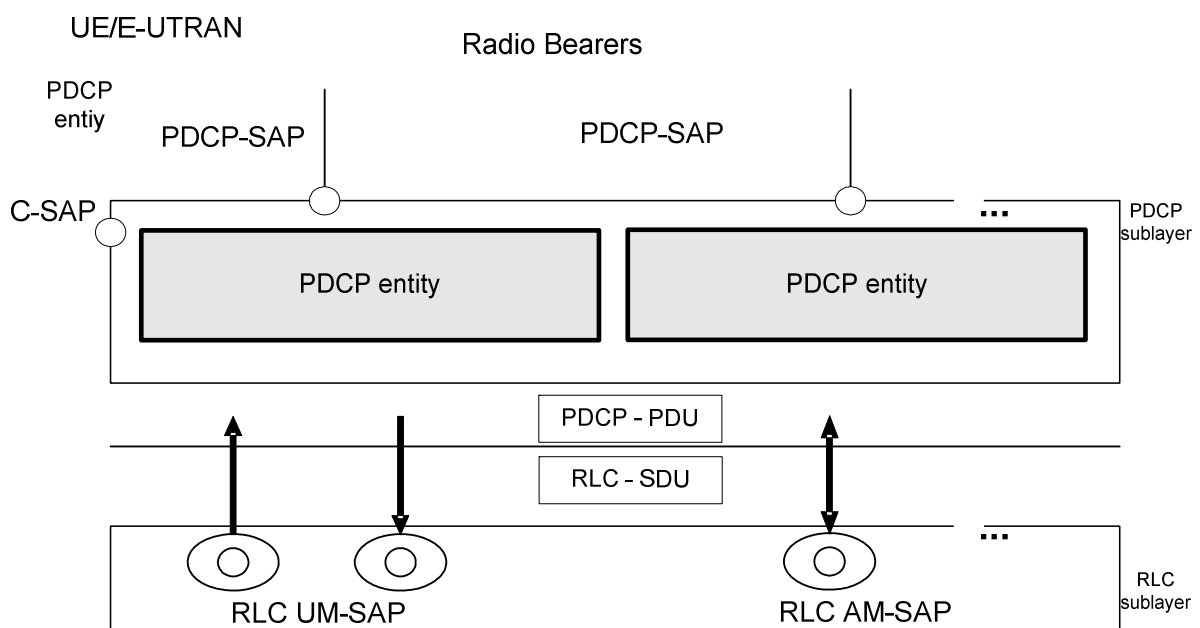 UE/E-UTRAN
Radio Bearers
PDCP
entiy
PDCP-SAP
PDCP-SAP
C-SAP
...
PDCP
sublayer
PDCP entity
PDCP entity
PDCP - PDU
RLC - SDU
...
RLC UM-SAP
RLC AM-SAP
RLC
sublayer